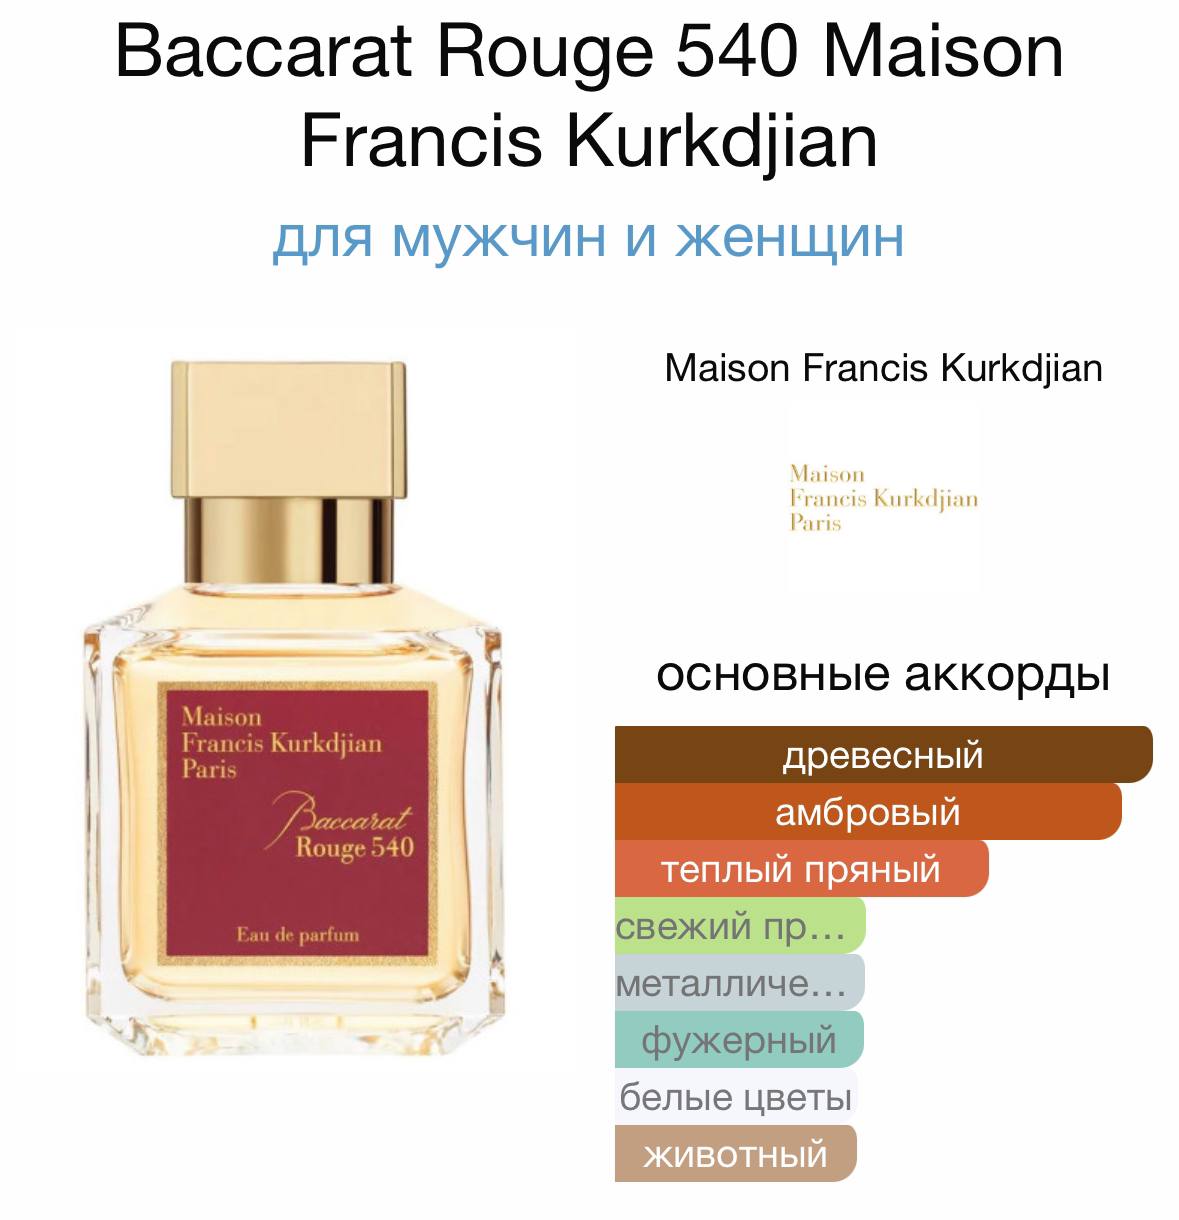 Baccarat Rouge 540 Maison
Francis Kurkdjian
для мужчин и женщин
Maison Francis Kurkdjian
Maison
Francis Kurkdjian
Paris
Maison
Francis Kurkdjian
Paris
Baccarat
Rouge 540
Eau de parfum
основные аккорды
древесный
амбровый
теплый пряный
свежий пр...
металличе...
фужерный
белые цветы
животный